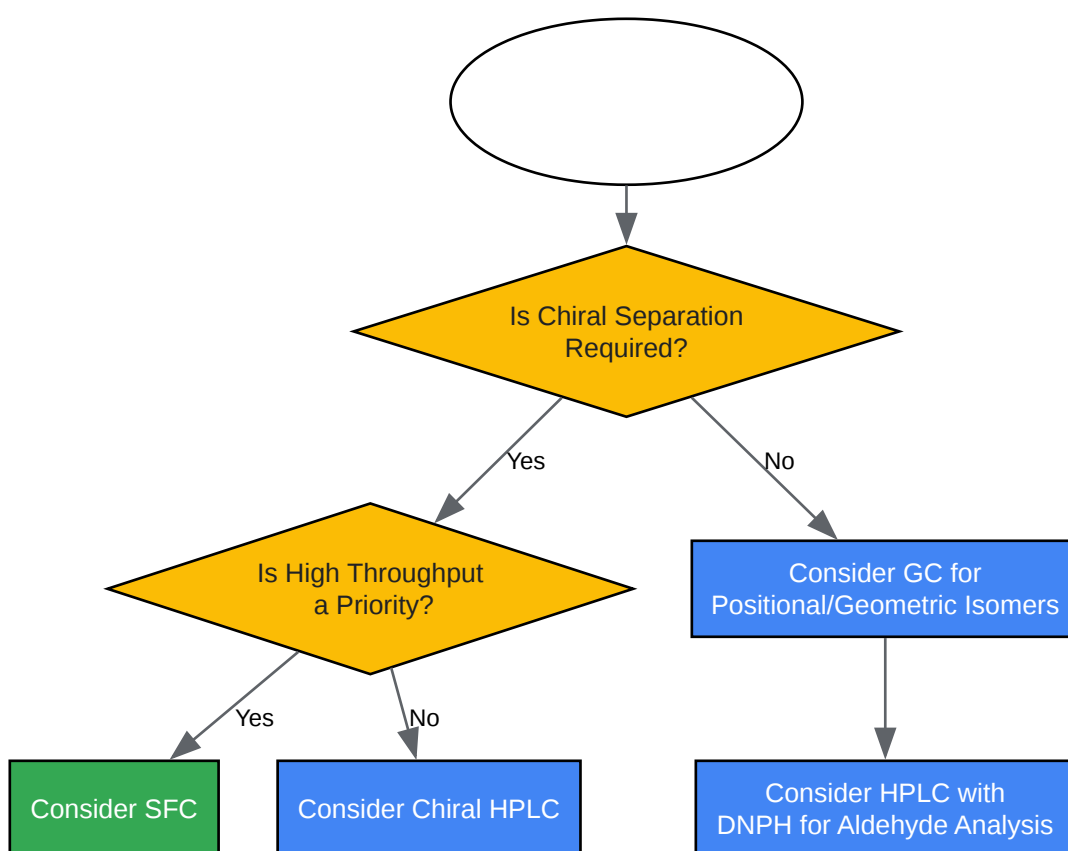 Is Chiral Separation
Required?
Yes
No
Is High Throughput
a Priority?
Consider GC for
Positional/Geometric Isomers
Yes
No
Consider SFC
Consider Chiral HPLC
Consider HPLC with
DNPH for Aldehyde Analysis